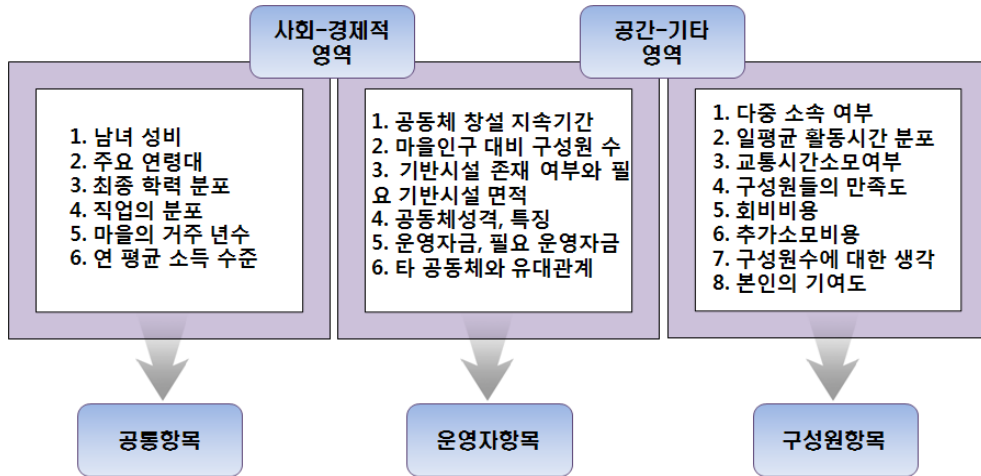 사회-경제적
영역
공간-기타
영역
1. 남녀 성비
2. 주요 연령대
3. 최종 학력 분포
4. 직업의 분포
5. 마을의 거주 년수
6. 연 평균 소득 수준
1. 공동체 창설 지속기간
2. 마을인구 대비 구성원 수
3. 기반시설 존재 여부와 필
요 기반시설 면적
4. 공동체성격, 특징
5. 운영자금, 필요 운영자금
6. 타 공동체와 유대관계
1. 다중 소속 여부
2. 일평균 활동시간 분포
3. 교통시간소모여부
4. 구성원들의 만족도
5. 회비비용
6. 추가소모비용
7. 구성원수에 대한 생각
8. 본인의 기여도
공통항목
운영자항목
구성원항목